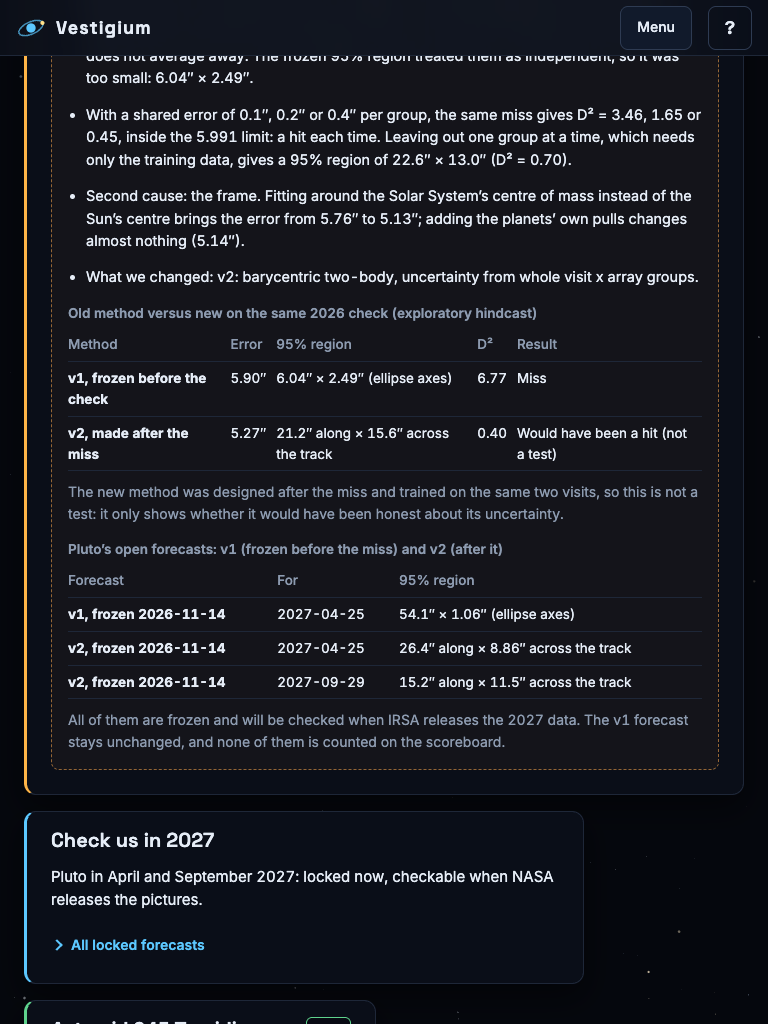 Vestigium
Menu
?
does not average away. The frozen 95% region treated them as independent, so it was
too small: 6.04″ × 2.49″.
• With a shared error of 0.1″, 0.2″ or 0.4″ per group, the same miss gives D² = 3.46, 1.65 or
0.45, inside the 5.991 limit: a hit each time. Leaving out one group at a time, which needs
only the training data, gives a 95% region of 22.6″ × 13.0″ (D² = 0.70).
• Second cause: the frame. Fitting around the Solar System’s centre of mass instead of the
Sun’s centre brings the error from 5.76″ to 5.13″; adding the planets’ own pulls changes
almost nothing (5.14″).
• What we changed: v2: barycentric two-body, uncertainty from whole visit x array groups.
Old method versus new on the same 2026 check (exploratory hindcast)
Method Error 95% region D² Result
v1, frozen before the 5.90″ 6.04″ × 2.49″ (ellipse axes) 6.77 Miss
check
v2, made after the 5.27″ 21.2″ along × 15.6″ across 0.40 Would have been a hit (not
miss the track a test)
The new method was designed after the miss and trained on the same two visits, so this is not a
test: it only shows whether it would have been honest about its uncertainty.
Pluto’s open forecasts: v1 (frozen before the miss) and v2 (after it)
Forecast For 95% region
v1, frozen 2026-11-14 2027-04-25 54.1″ × 1.06″ (ellipse axes)
v2, frozen 2026-11-14 2027-04-25 26.4″ along × 8.86″ across the track
v2, frozen 2026-11-14 2027-09-29 15.2″ along × 11.5″ across the track
All of them are frozen and will be checked when IRSA releases the 2027 data. The v1 forecast
stays unchanged, and none of them is counted on the scoreboard.
Check us in 2027
Pluto in April and September 2027: locked now, checkable when NASA
releases the pictures.
All locked forecasts